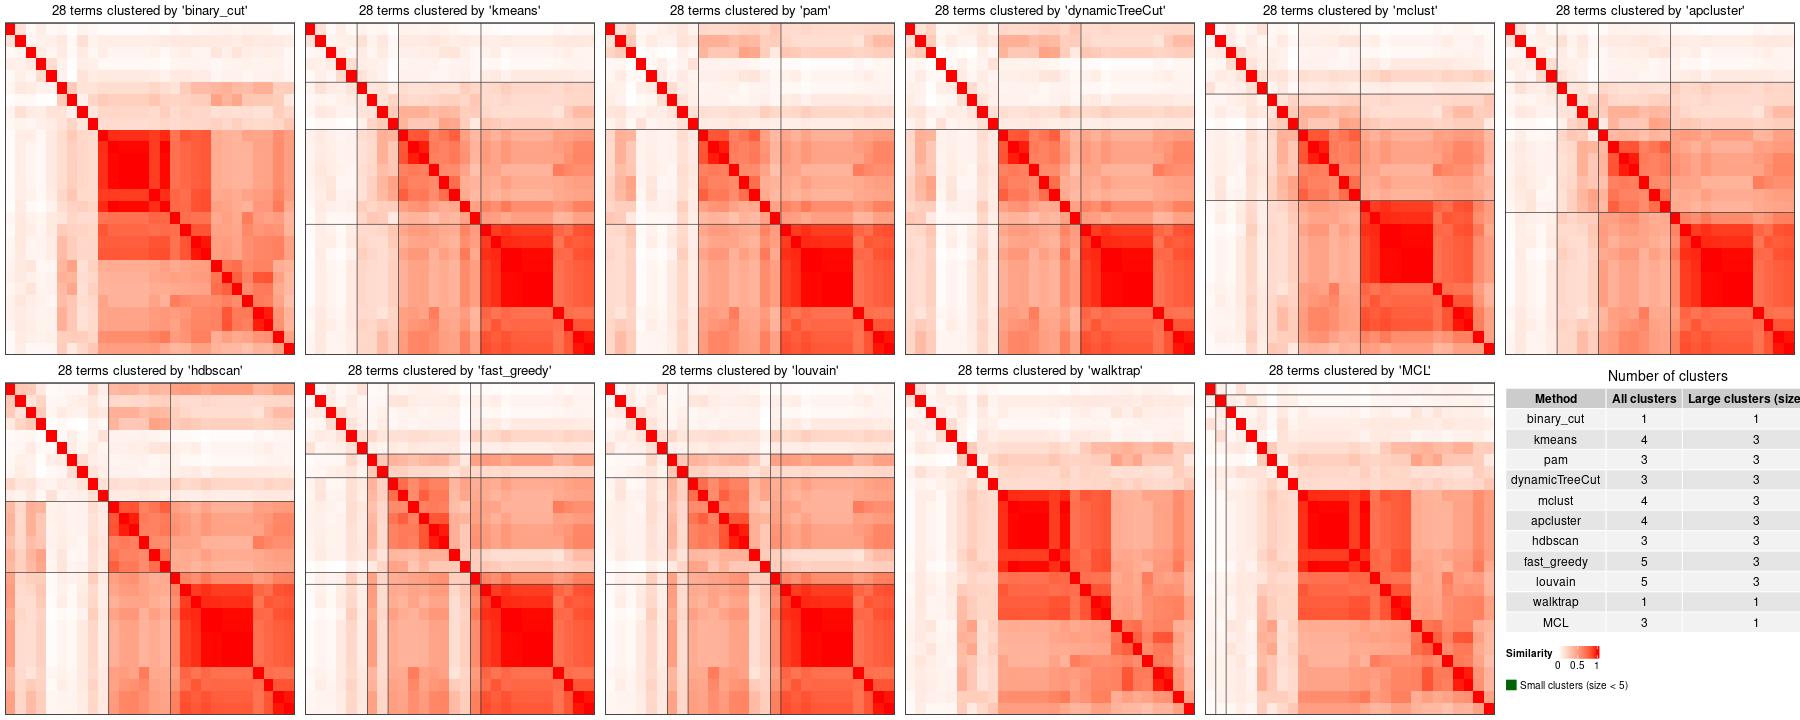 28 terms clustered by 'binary_cut'
28 terms clustered by 'kmeans'
28 terms clustered by 'pam'
28 terms clustered by 'dynamicTreeCut'
28 terms clustered by 'mclust'
28 terms clustered by 'apcluster'
28 terms clustered by 'hdbscan'
28 terms clustered by 'fast_greedy'
28 terms clustered by 'louvain'
28 terms clustered by 'walktrap'
28 terms clustered by 'MCL'
Number of clusters
Method All clusters Large clusters (size
binary_cut 1 1
kmeans 4 3
pam 3 3
dynamicTreeCut 3 3
mclust 4 3
apcluster 4 3
hdbscan 3 3
fast_greedy 5 3
louvain 5 3
walktrap 1 1
MCL 3 1
Similarity
0 0.5 1
Small clusters (size < 5)